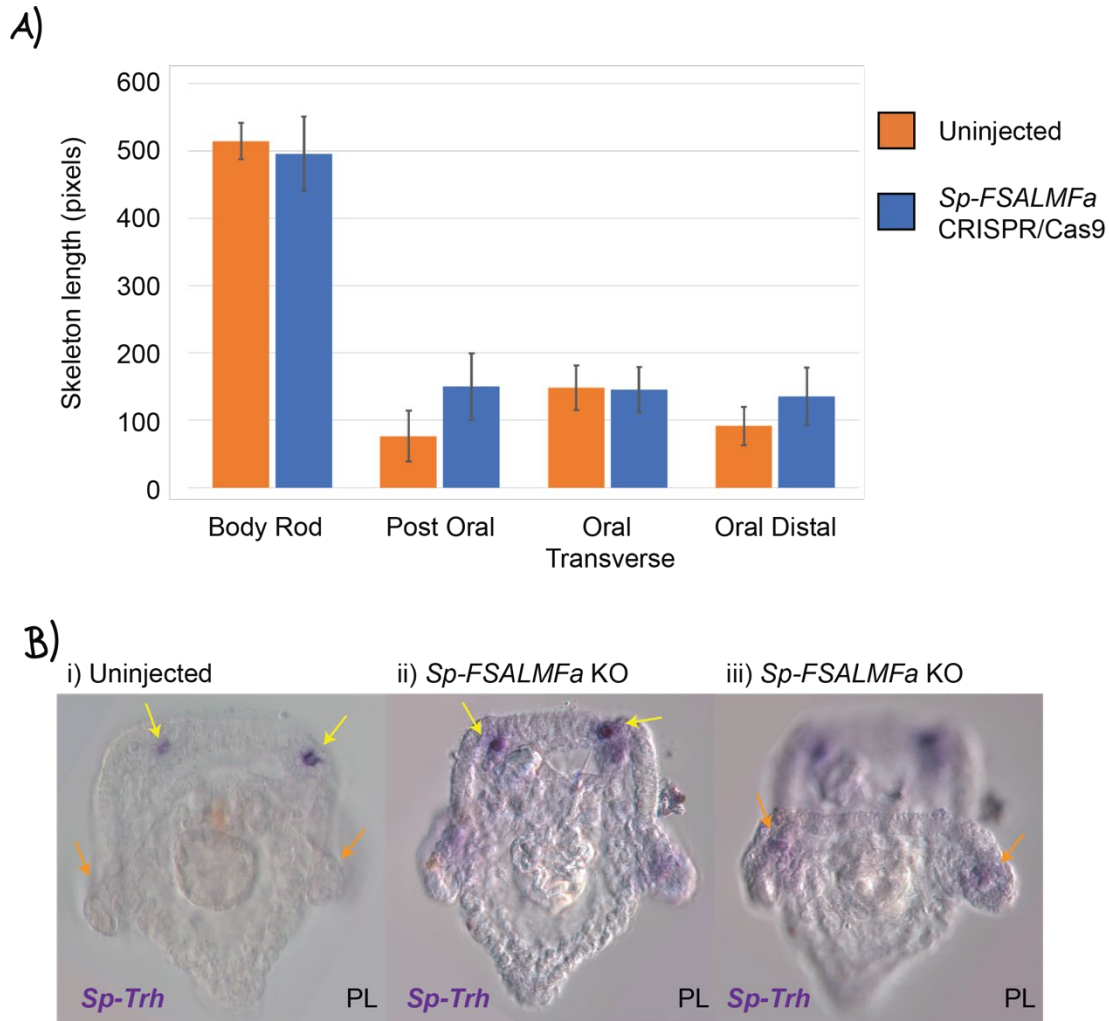 A)
600
500
400
300
200
100
0
Skeleton length (pixels)
Body Rod
Post Oral
Oral
Transverse
Oral Distal
Uninjected
Sp-FSALMFa
CRISPR/Cas9
B)
i) Uninjected
ii) Sp-FSALMFa KO
iii) Sp-FSALMFa KO
Sp-Trh
PL
Sp-Trh
PL
Sp-Trh
PL